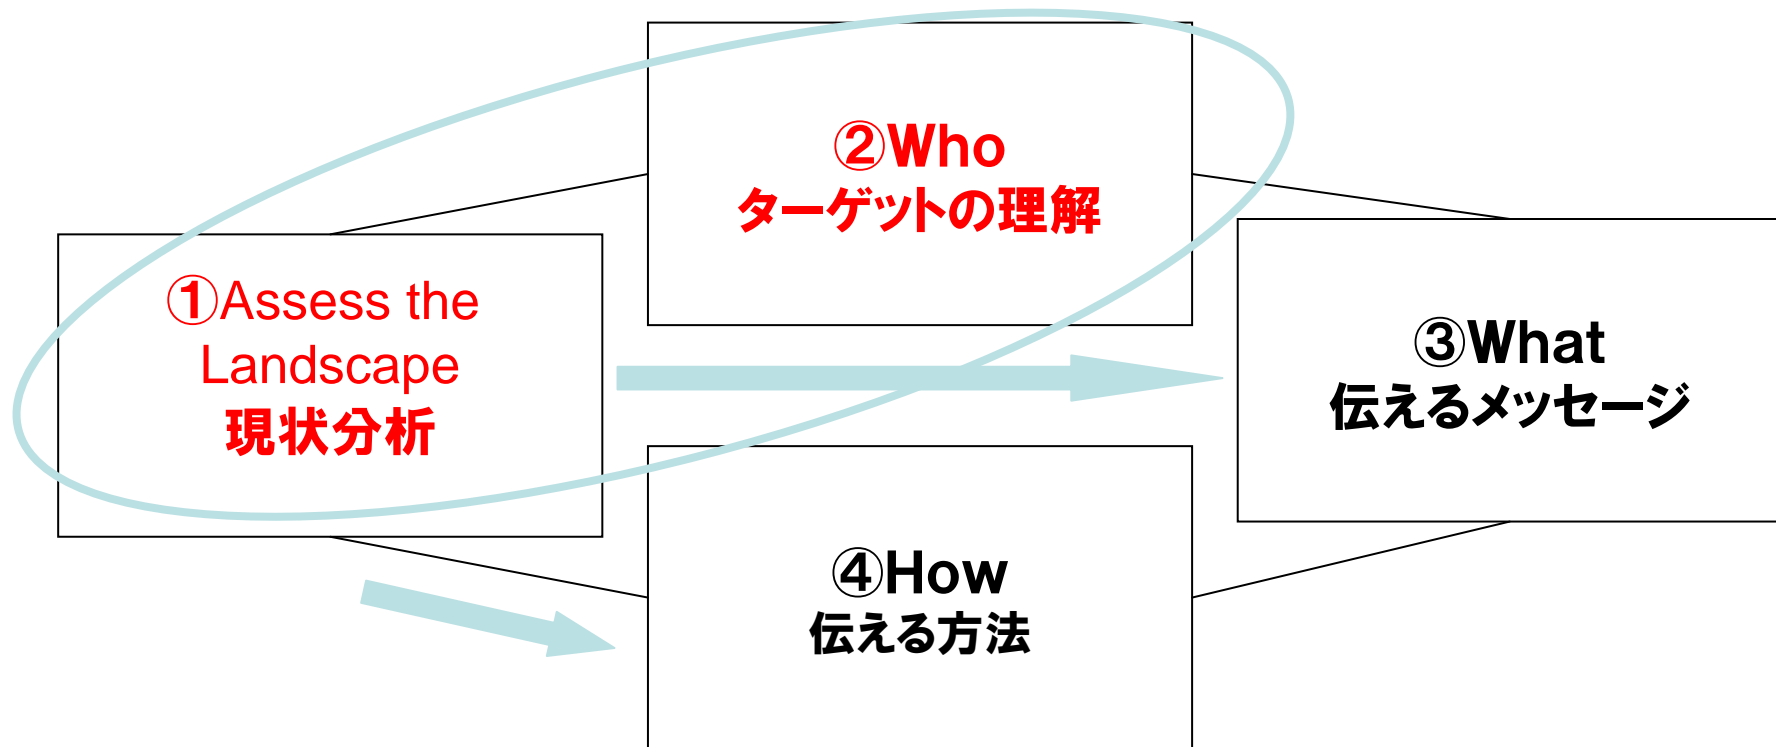 ①Assess the
Landscape
現状分析
②Who
ターゲットの理解
③What
伝えるメッセージ
④How
伝える方法